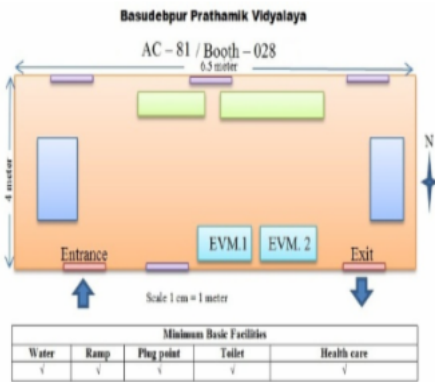 Basudebpur Prathamik Vidyalaya
AC – 81 / Booth – 028
6.5 meter
4 meter
N
EVM.1
EVM. 2
Entrance
Exit
Scale 1 cm = 1 meter
Minimum Basic Facilities
Water Ramp Plug point Toilet Health care
√ √ √ √ √